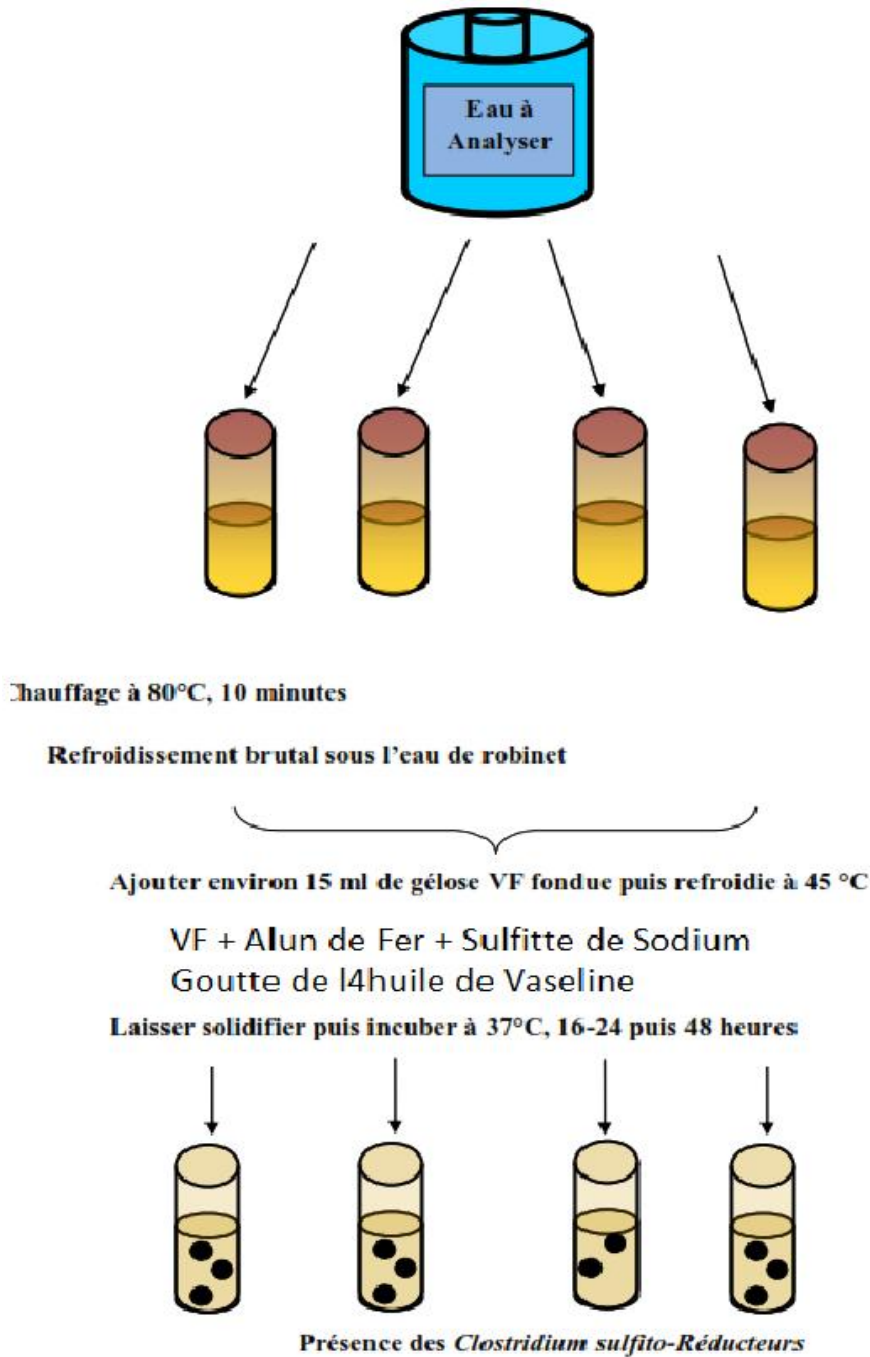 Eau à
Analyser
Chauffage à 80°C, 10 minutes
Refroidissement brutal sous l'eau de robinet
Ajouter environ 15 ml de gélose VF fondue puis refroidie à 45 °C
VF + Alun de Fer + Sulfitte de Sodium
Goutte de l4huile de Vaseline
Laisser solidifier puis incuber à 37°C, 16-24 puis 48 heures
Présence des Clostridium sulfito-Réducteurs